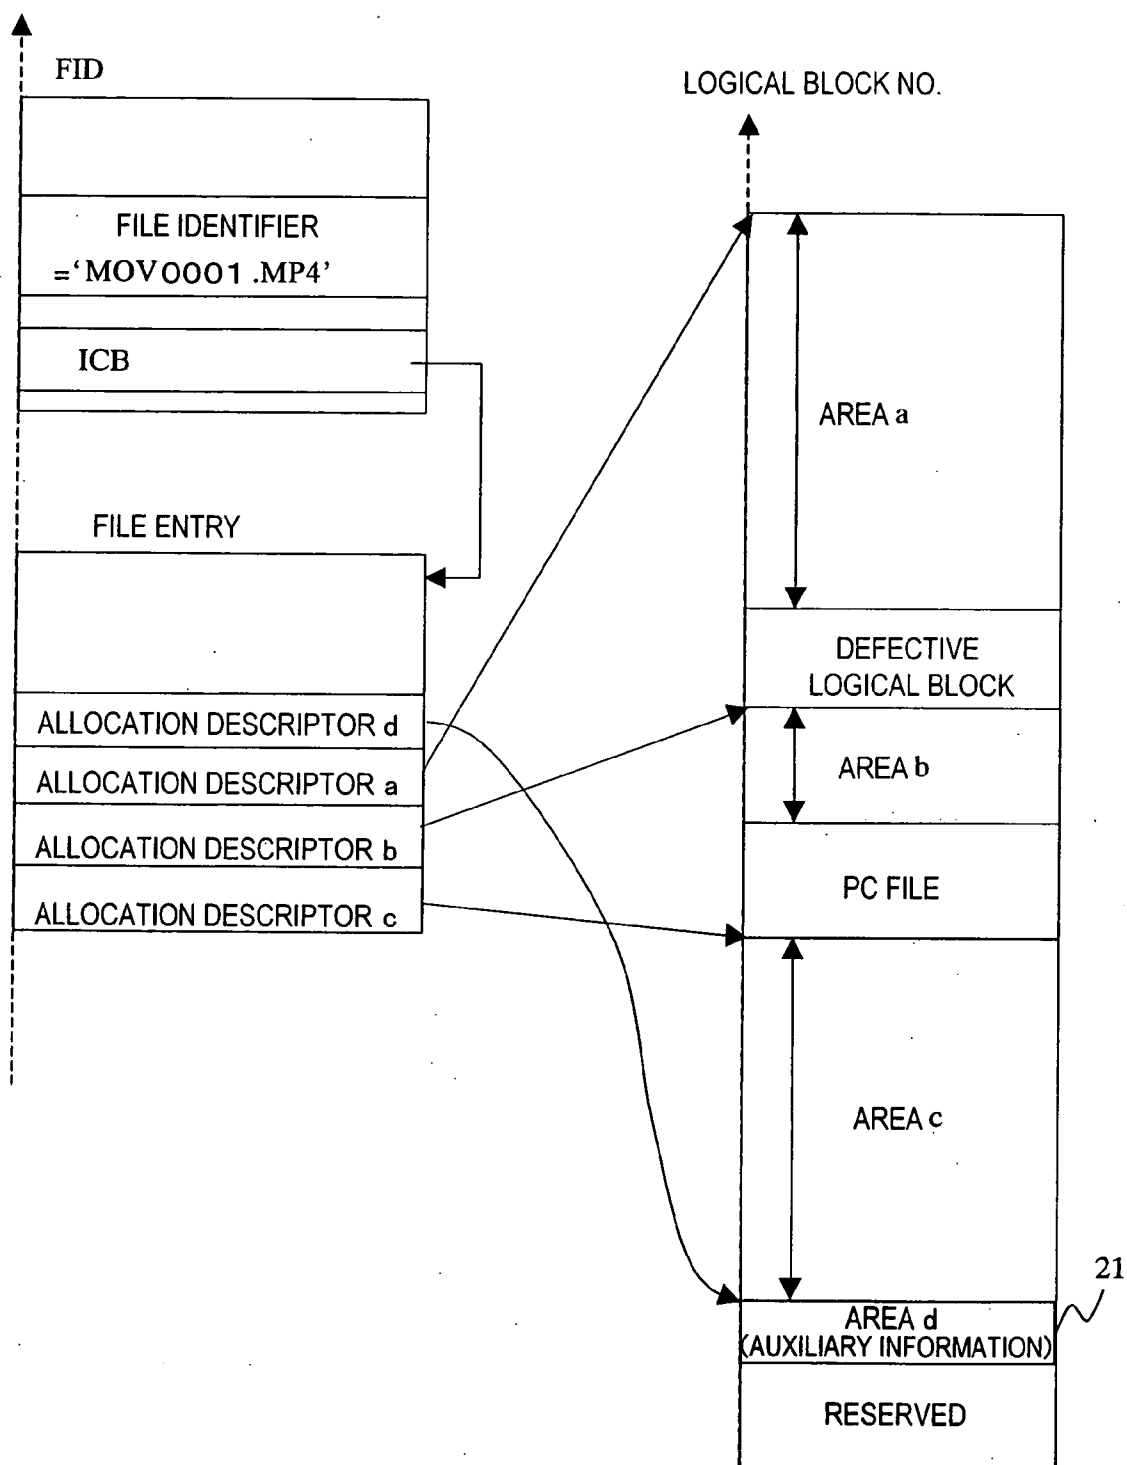 FID
FILE IDENTIFIER
='MOV0001.MP4'
ICB
FILE ENTRY
ALLOCATION DESCRIPTOR d
ALLOCATION DESCRIPTOR a
ALLOCATION DESCRIPTOR b
ALLOCATION DESCRIPTOR c
LOGICAL BLOCK NO.
AREA a
DEFECTIVE
LOGICAL BLOCK
AREA b
PC FILE
AREA c
21
AREA d
(AUXILIARY INFORMATION)
RESERVED